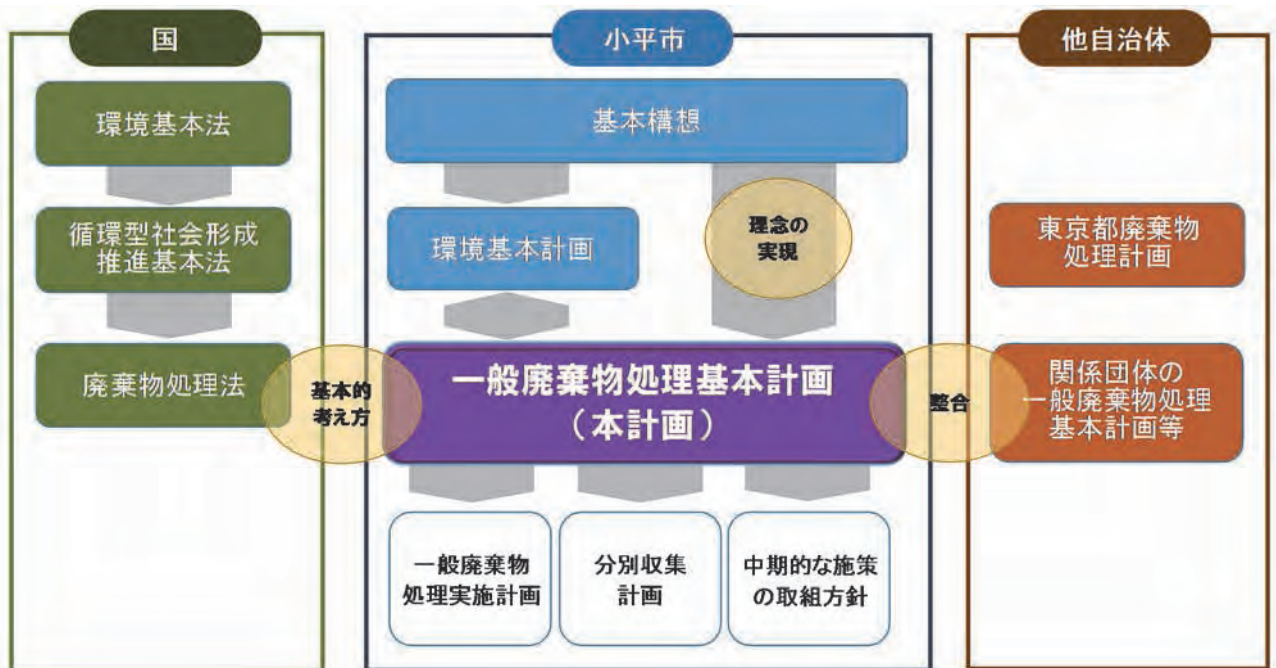 国
小平市
他自治体
環境基本法
循環型社会形成
推進基本法
廃棄物処理法
基本的
考え方
基本構想
環境基本計画
理念の
実現
一般廃棄物処理基本計画
（本計画）
整合
一般廃棄物
処理実施計画
分別収集
計画
中期的な施策
の取組方針
東京都廃棄物
処理計画
関係団体の
一般廃棄物処理
基本計画等